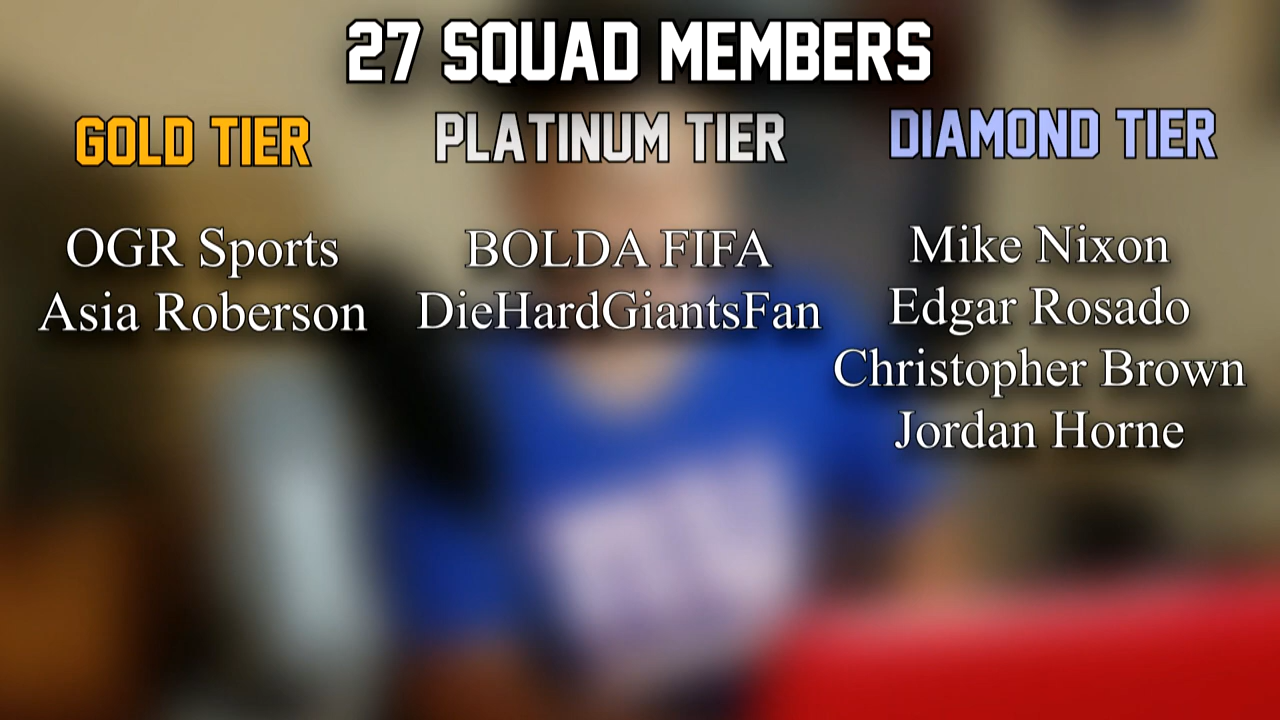 27 SQUAD MEMBERS
GOLD TIER
OGR Sports
Asia Roberson
PLATINUM TIER
BOLDA FIFA
DieHardGiantsFan
DIAMOND TIER
Mike Nixon
Edgar Rosado
Christopher Brown
Jordan Horne